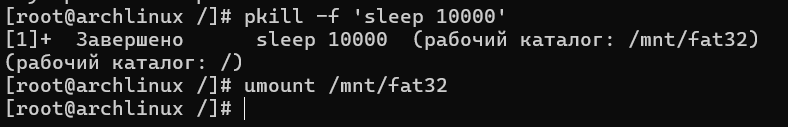 [root@archlinux /]# pkill -f 'sleep 10000'
[1]+  Завершено      sleep 10000  (рабочий каталог: /mnt/fat32)
(рабочий каталог: /)
[root@archlinux /]# umount /mnt/fat32
[root@archlinux /]#